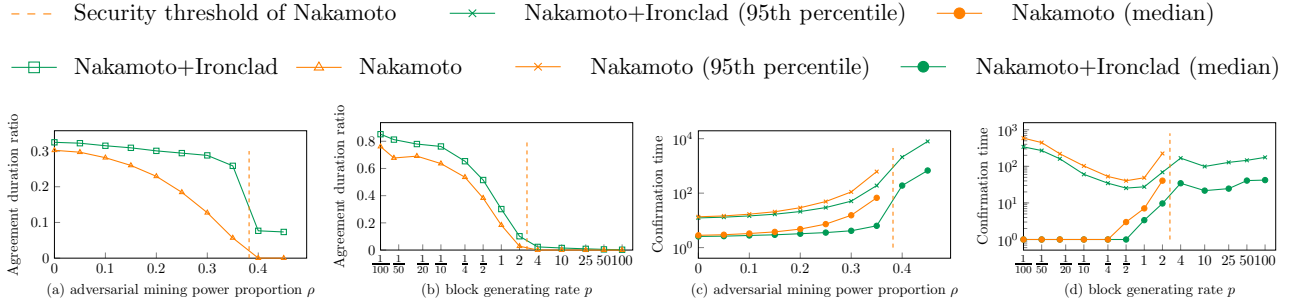 Security threshold of Nakamoto
Nakamoto+Ironclad (95th percentile)
Nakamoto (median)
Nakamoto+Ironclad
Nakamoto
Nakamoto (95th percentile)
Nakamoto+Ironclad (median)
Agreement duration ratio
0.3
0.2
0.1
0
0 0.1 0.2 0.3 0.4
(a) adversarial mining power proportion ρ
Agreement duration ratio
0.8
0.6
0.4
0.2
0
1/100 1/50 1/20 1/10 1/4 1/2 1 2 4 10 25 50 100
(b) block generating rate p
Confirmation time
10^4
10^2
10^0
0 0.1 0.2 0.3 0.4
(c) adversarial mining power proportion ρ
Confirmation time
10^3
10^2
10^1
10^0
1/100 1/50 1/20 1/10 1/4 1/2 1 2 4 10 25 50 100
(d) block generating rate p